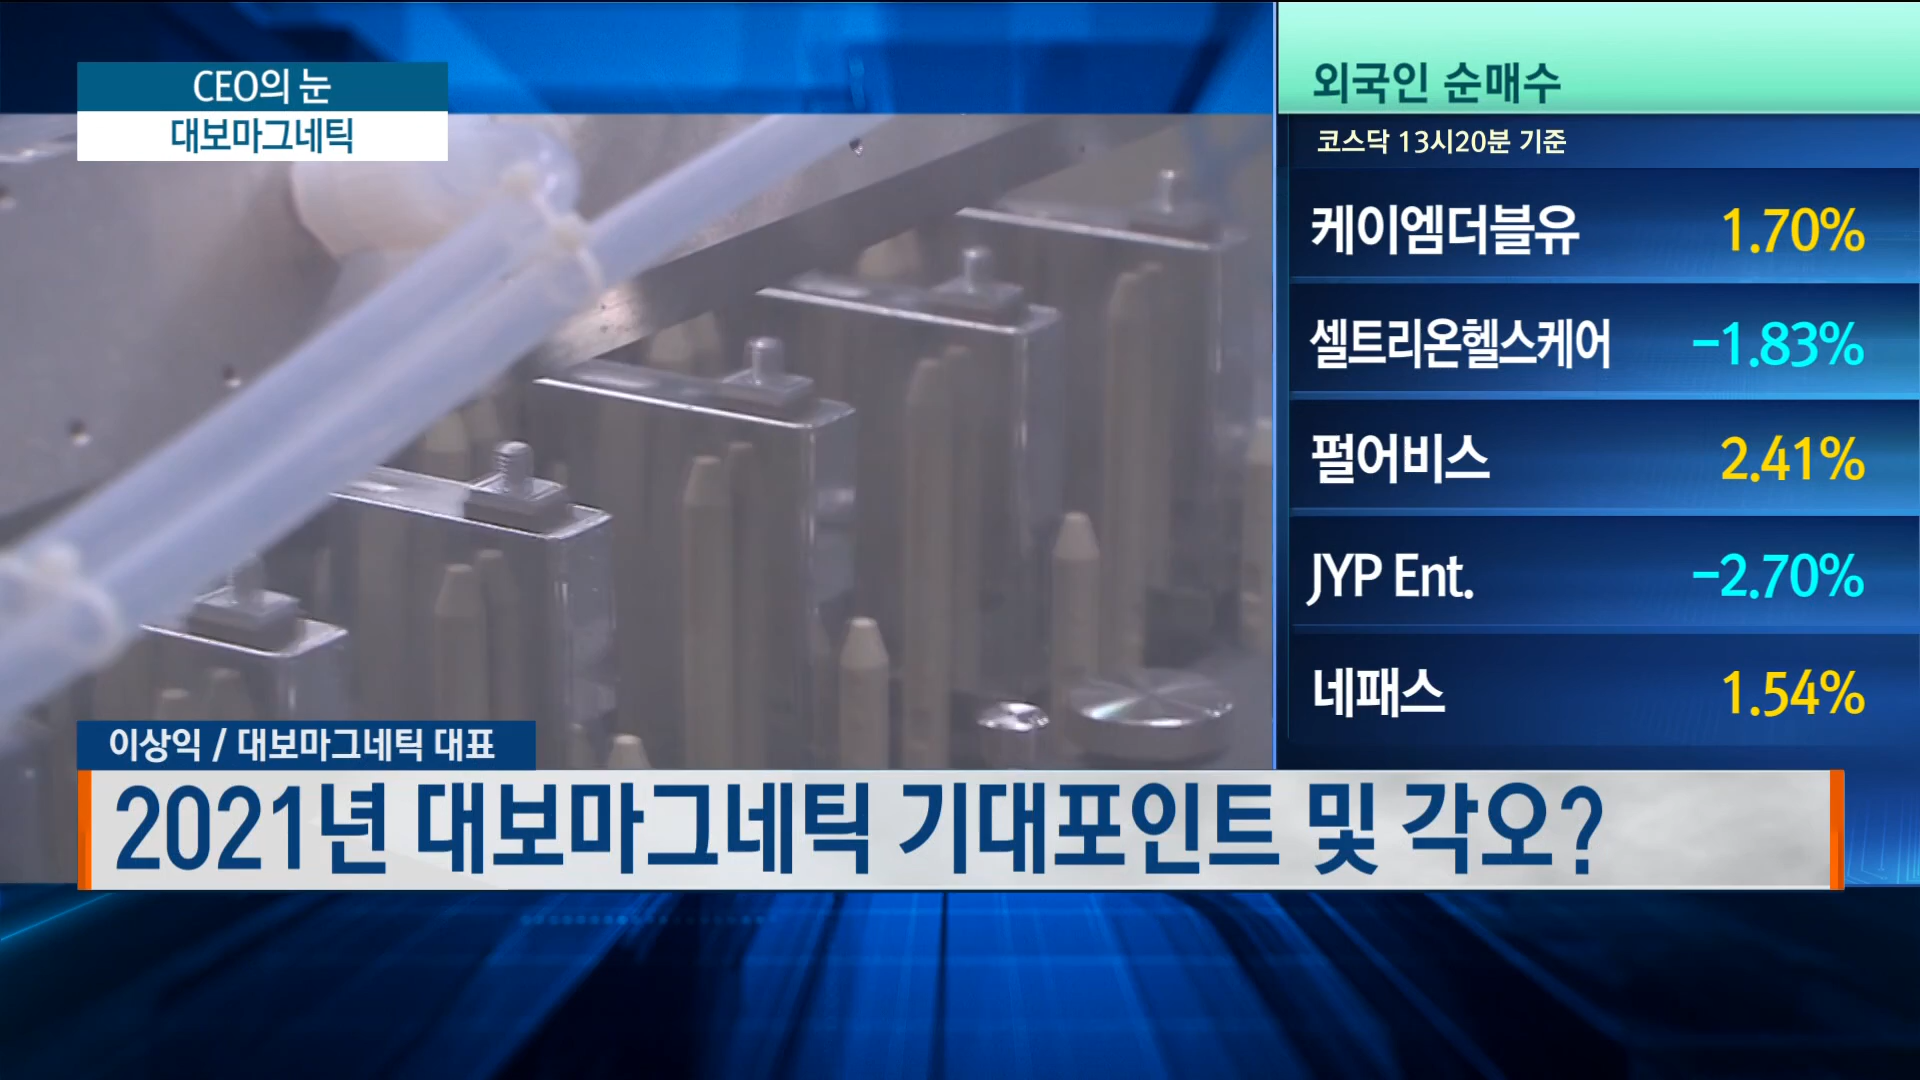 CEO의 눈
대보마그네틱
외국인 순매수
코스닥 13시20분 기준
케이엠더블유 1.70%
셀트리온헬스케어 -1.83%
펄어비스 2.41%
JYP Ent. -2.70%
네패스 1.54%
이상익 / 대보마그네틱 대표
2021년 대보마그네틱 기대포인트 및 각오?